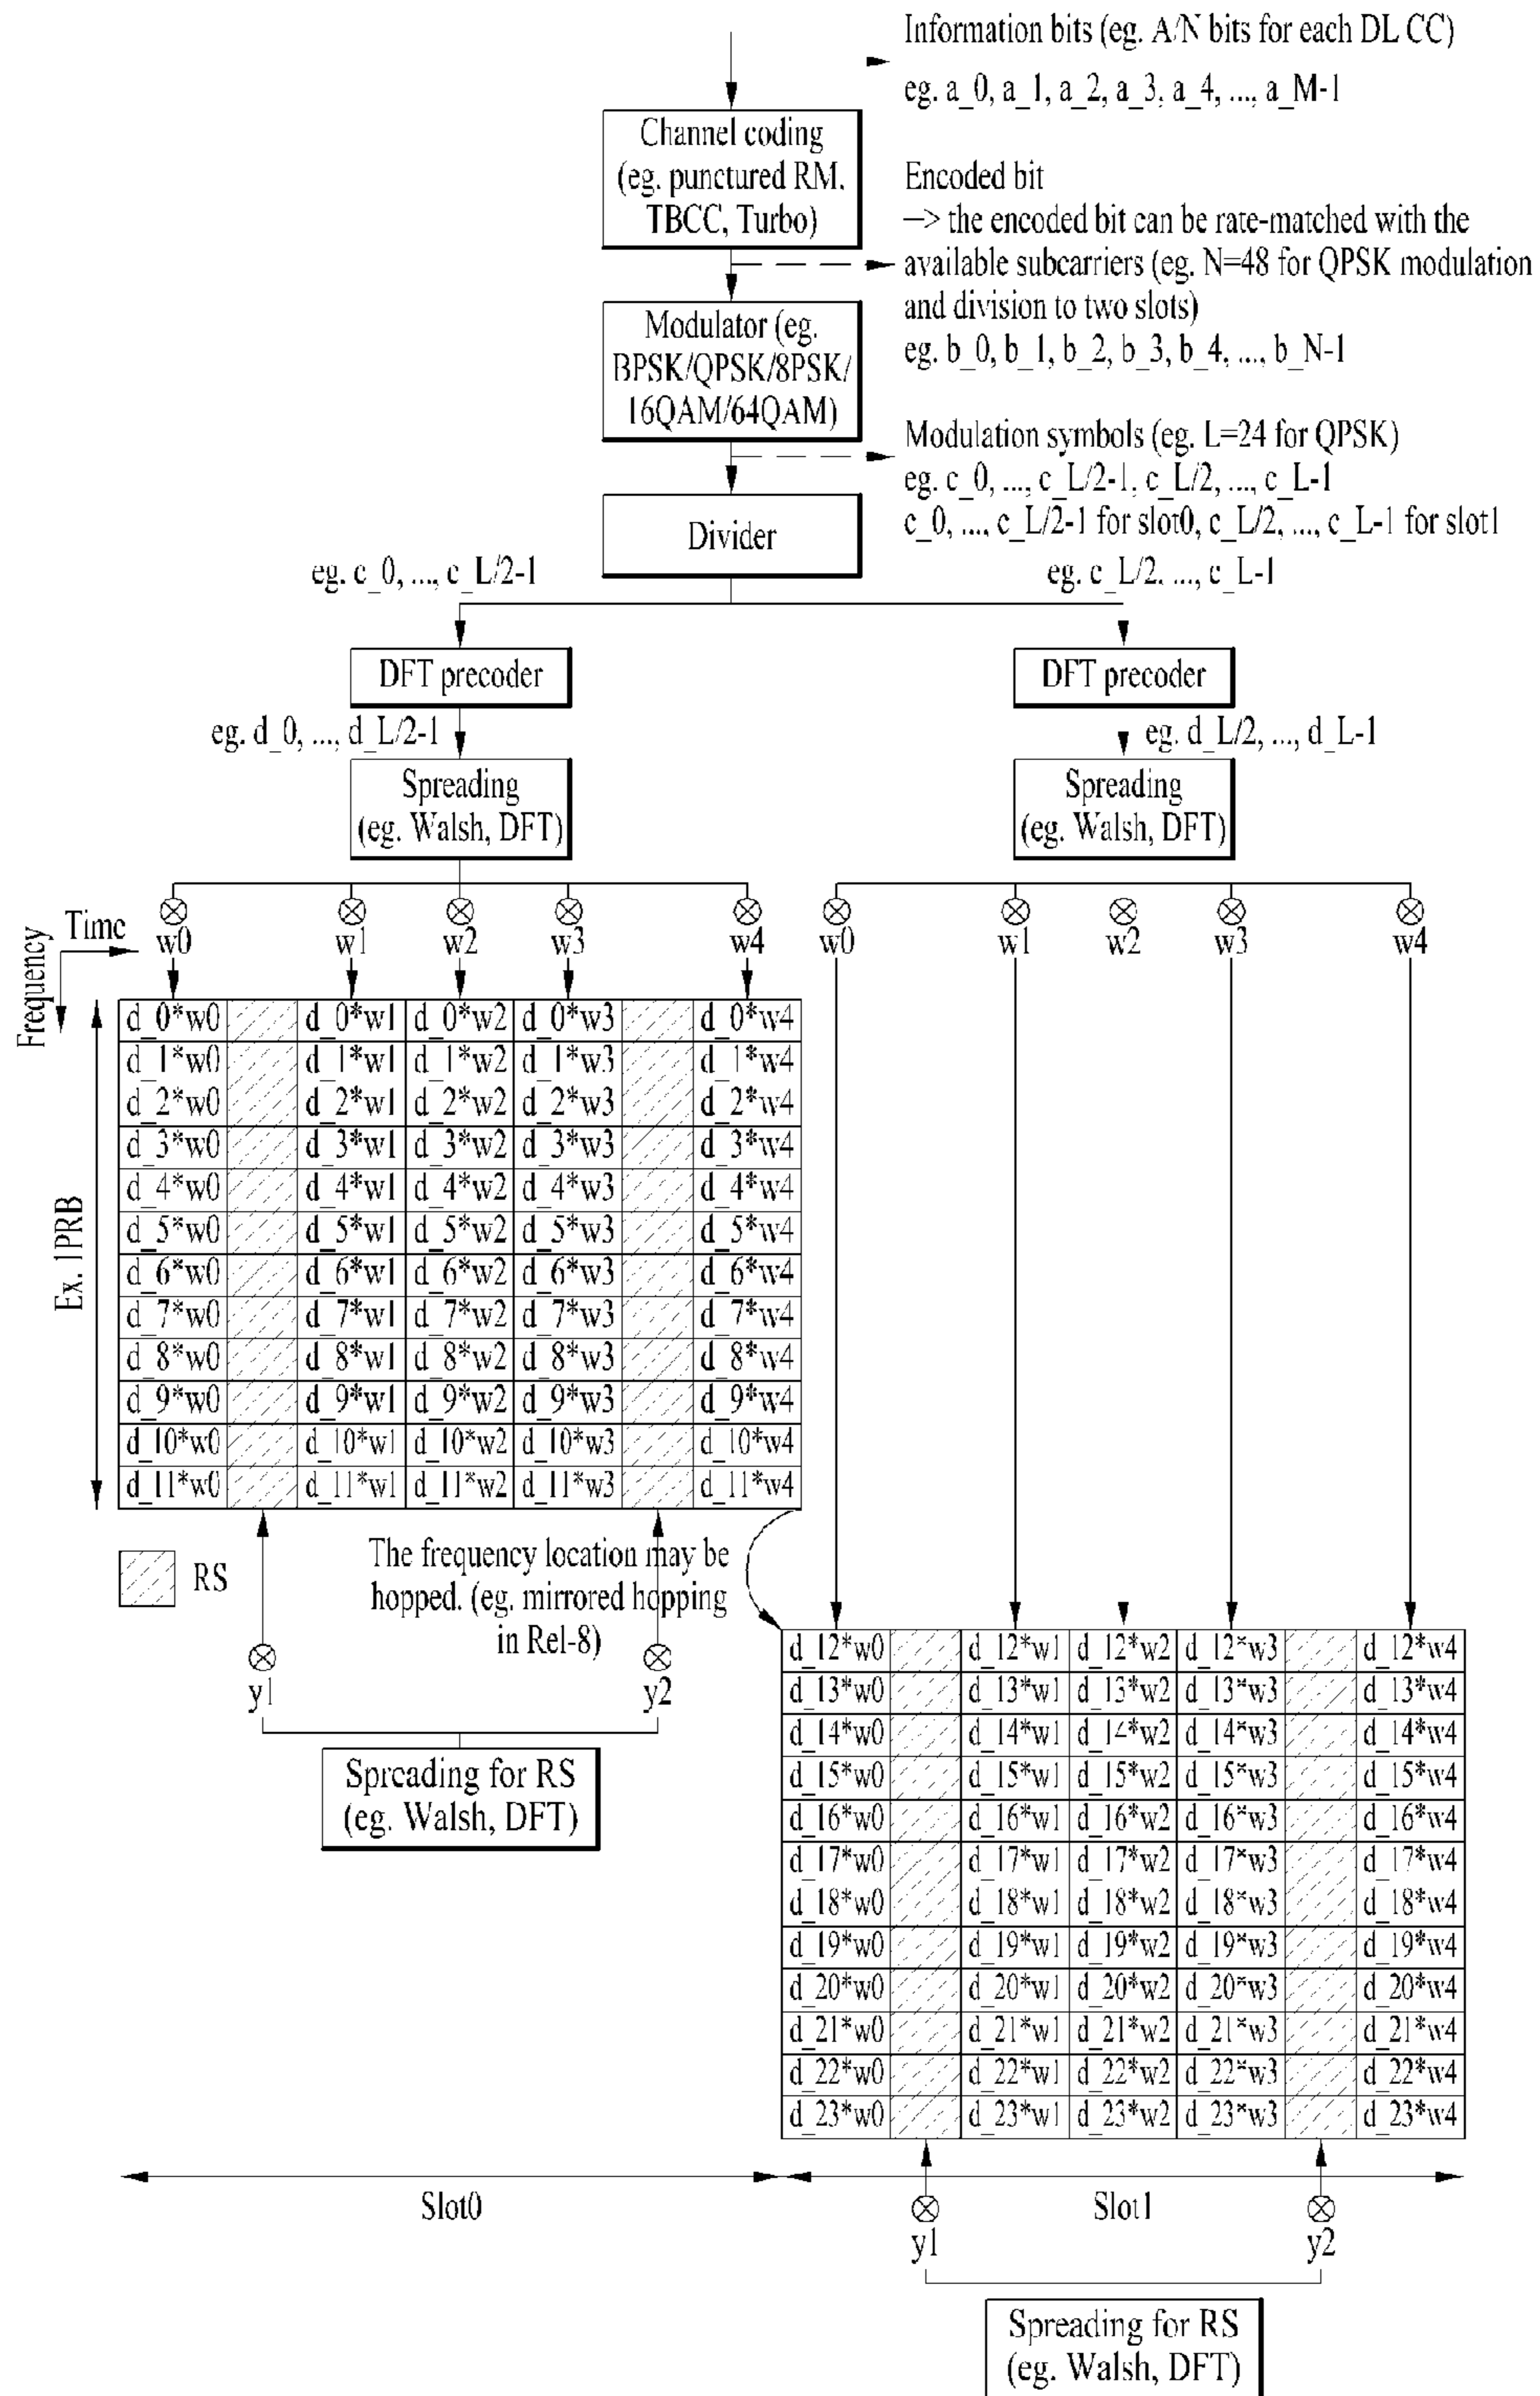 Information bits (eg. A/N bits for each DL CC)
eg. a_0, a_1, a_2, a_3, a_4, ..., a_M-1
Channel coding
(eg. punctured RM,
TBCC, Turbo)
Encoded bit
—> the encoded bit can be rate-matched with the
available subcarriers (eg. N=48 for QPSK modulation
and division to two slots)
eg. b_0, b_1, b_2, b_3, b_4, ..., b_N-1
Modulator (eg.
BPSK/QPSK/8PSK/
16QAM/64QAM)
Modulation symbols (eg. L=24 for QPSK)
eg. c_0, ..., c_L/2-1, c_L/2, ..., c_L-1
c_0, ..., c_L/2-1 for slot0, c_L/2, ..., c_L-1 for slot1
Divider
eg. c_0, ..., c_L/2-1
eg. c_L/2, ..., c_L-1
DFT precoder
DFT precoder
eg. d_0, ..., d_L/2-1
eg. d_L/2, ..., d_L-1
Spreading
(eg. Walsh, DFT)
Spreading
(eg. Walsh, DFT)
Time
Frequency
w0 w1 w2 w3 w4
w0 w1 w2 w3 w4
Ex. 1PRB
d_0*w0 d_0*w1 d_0*w2 d_0*w3 d_0*w4
d_1*w0 d_1*w1 d_1*w2 d_1*w3 d_1*w4
d_2*w0 d_2*w1 d_2*w2 d_2*w3 d_2*w4
d_3*w0 d_3*w1 d_3*w2 d_3*w3 d_3*w4
d_4*w0 d_4*w1 d_4*w2 d_4*w3 d_4*w4
d_5*w0 d_5*w1 d_5*w2 d_5*w3 d_5*w4
d_6*w0 d_6*w1 d_6*w2 d_6*w3 d_6*w4
d_7*w0 d_7*w1 d_7*w2 d_7*w3 d_7*w4
d_8*w0 d_8*w1 d_8*w2 d_8*w3 d_8*w4
d_9*w0 d_9*w1 d_9*w2 d_9*w3 d_9*w4
d_10*w0 d_10*w1 d_10*w2 d_10*w3 d_10*w4
d_11*w0 d_11*w1 d_11*w2 d_11*w3 d_11*w4
RS
The frequency location may be
hopped. (eg. mirrored hopping
in Rel-8)
y1 y2
Spreading for RS
(eg. Walsh, DFT)
d_12*w0 d_12*w1 d_12*w2 d_12*w3 d_12*w4
d_13*w0 d_13*w1 d_13*w2 d_13*w3 d_13*w4
d_14*w0 d_14*w1 d_14*w2 d_14*w3 d_14*w4
d_15*w0 d_15*w1 d_15*w2 d_15*w3 d_15*w4
d_16*w0 d_16*w1 d_16*w2 d_16*w3 d_16*w4
d_17*w0 d_17*w1 d_17*w2 d_17*w3 d_17*w4
d_18*w0 d_18*w1 d_18*w2 d_18*w3 d_18*w4
d_19*w0 d_19*w1 d_19*w2 d_19*w3 d_19*w4
d_20*w0 d_20*w1 d_20*w2 d_20*w3 d_20*w4
d_21*w0 d_21*w1 d_21*w2 d_21*w3 d_21*w4
d_22*w0 d_22*w1 d_22*w2 d_22*w3 d_22*w4
d_23*w0 d_23*w1 d_23*w2 d_23*w3 d_23*w4
Slot0
Slot1
y1 y2
Spreading for RS
(eg. Walsh, DFT)